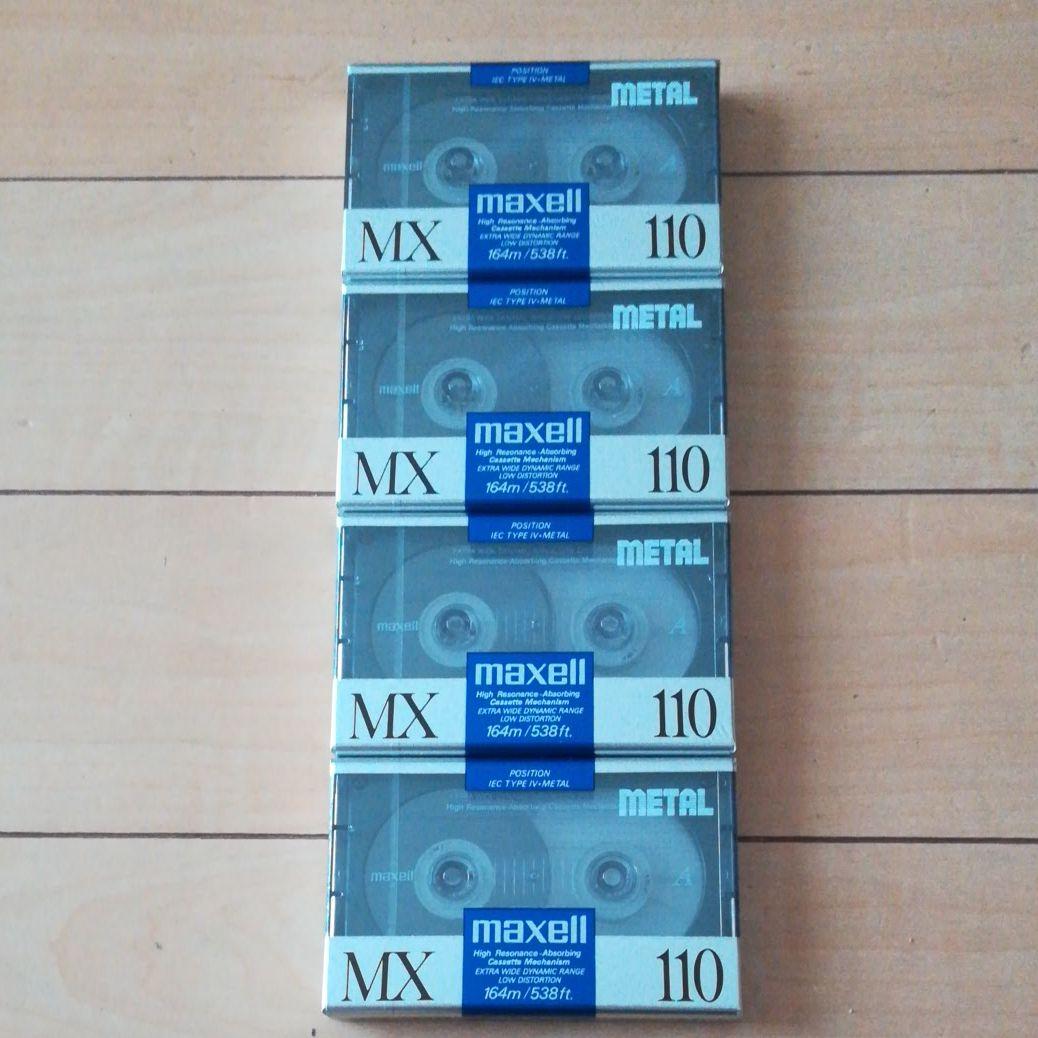 POSITION
IEC TYPE IV•METAL
METAL
High Resonance-Absorbing Cassette Mechanism
maxell
A
maxell
High Resonance-Absorbing
Cassette Mechanism
EXTRA WIDE DYNAMIC RANGE
LOW DISTORTION
164m/538ft.
MX
110
POSITION
IEC TYPE IV•METAL
METAL
High Resonance-Absorbing Cassette
maxell
A
maxell
High Resonance-Absorbing
Cassette Mechanism
EXTRA WIDE DYNAMIC RANGE
LOW DISTORTION
164m/538ft.
MX
110
POSITION
IEC TYPE IV•METAL
METAL
High Resonance-Absorbing Cassette
maxell
A
maxell
High Resonance-Absorbing
Cassette Mechanism
EXTRA WIDE DYNAMIC RANGE
LOW DISTORTION
164m/538ft.
MX
110
POSITION
IEC TYPE IV•METAL
METAL
High Resonance-Absorbing Cassette
maxell
A
maxell
High Resonance-Absorbing
Cassette Mechanism
EXTRA WIDE DYNAMIC RANGE
LOW DISTORTION
164m/538ft.
MX
110